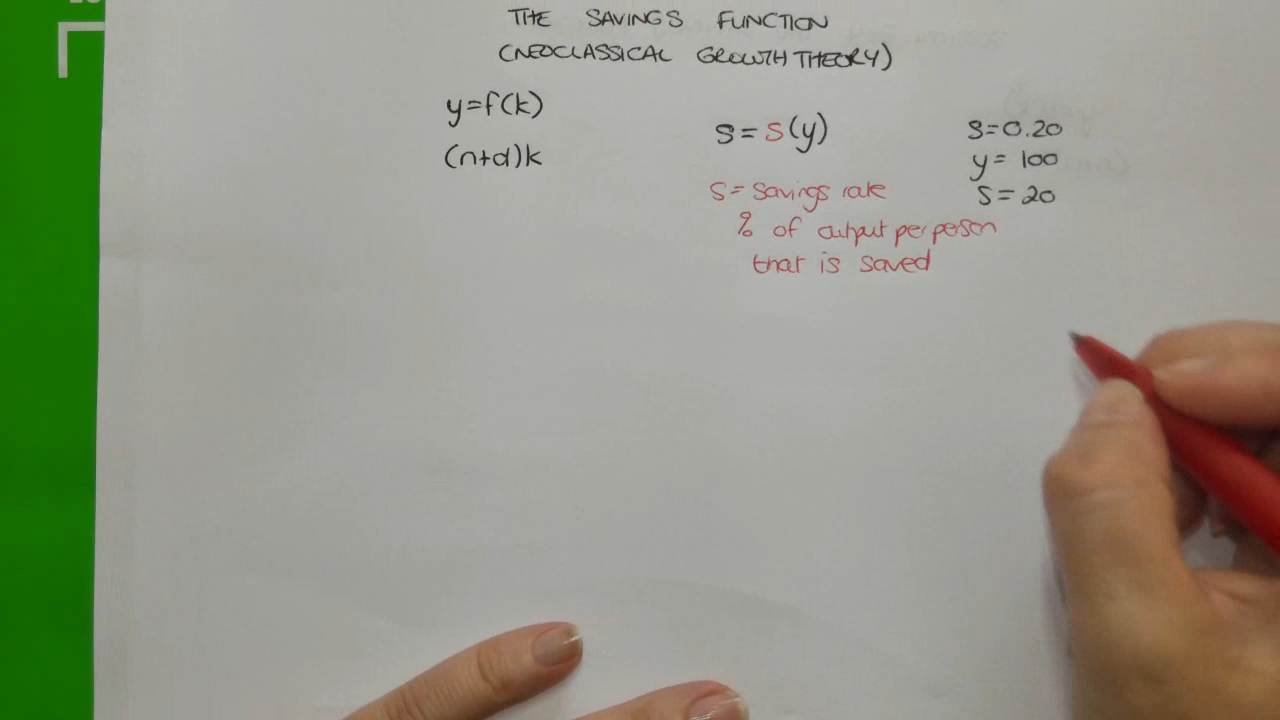 THE SAVINGS FUNCTION
(NEOCLASSICAL GROWTH THEORY)
y=f(k)
(n+d)k
S=S(y)
S=Savings rate
% of output per person
that is saved
S=0.20
y=100
S=20